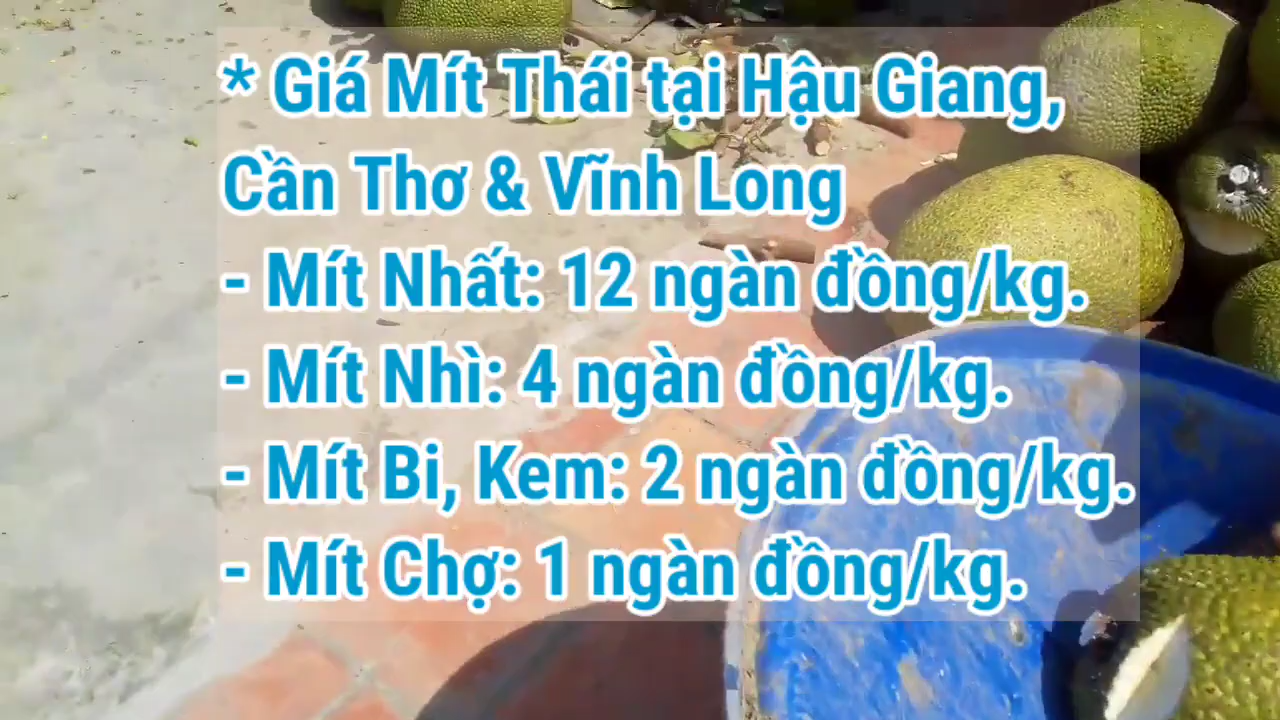 * Giá Mít Thái tại Hậu Giang,
Cần Thơ & Vĩnh Long
- Mít Nhất: 12 ngàn đồng/kg.
- Mít Nhì: 4 ngàn đồng/kg.
- Mít Bi, Kem: 2 ngàn đồng/kg.
- Mít Chợ: 1 ngàn đồng/kg.